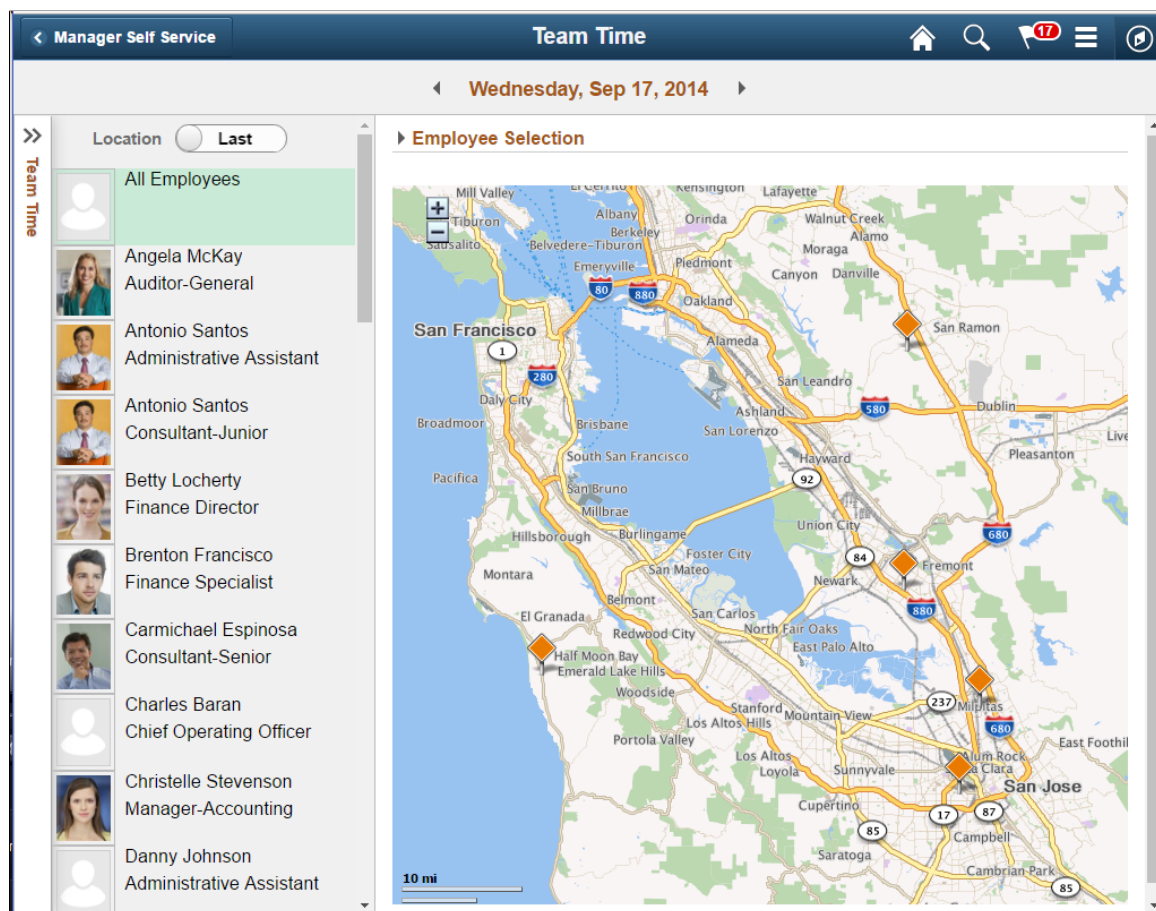 Manager Self Service
Team Time
17
Wednesday, Sep 17, 2014
Team Time
Location
Last
All Employees
Angela McKay
Auditor-General
Antonio Santos
Administrative Assistant
Antonio Santos
Consultant-Junior
Betty Locherty
Finance Director
Brenton Francisco
Finance Specialist
Carmichael Espinosa
Consultant-Senior
Charles Baran
Chief Operating Officer
Christelle Stevenson
Manager-Accounting
Danny Johnson
Administrative Assistant
Employee Selection
Mill Valley
El Cerrito
Kensington
Lafayette
+
−
Tiburon
Albany
Orinda
Walnut Creek
Berkeley
Alamo
Sausalito
Belvedere-Tiburon
Moraga
Emeryville
Piedmont
Canyon
Danville
80
880
Oakland
San Francisco
San Ramon
1
Alameda
280
San Leandro
Daly City
580
Dublin
Ashland
Broadmoor
Brisbane
San Lorenzo
Live
South San Francisco
Hayward
Pleasanton
Pacifica
92
San Bruno
Millbrae
Union City
Hillsborough
Burlingame
680
Foster City
84
Montara
San Mateo
Newark
Fremont
Belmont
880
El Granada
San Carlos
Redwood City
North Fair Oaks
East Palo Alto
Half Moon Bay
Emerald Lake Hills
Woodside
237
Milpitas
Stanford
Mountain View
Los Altos Hills
680
Portola Valley
East Foothil
Los Altos
Alum Rock
Loyola
Sunnyvale
Clara
San Jose
Cupertino
17
87
85
Campbell
Saratoga
Cambrian Park
10 mi
85